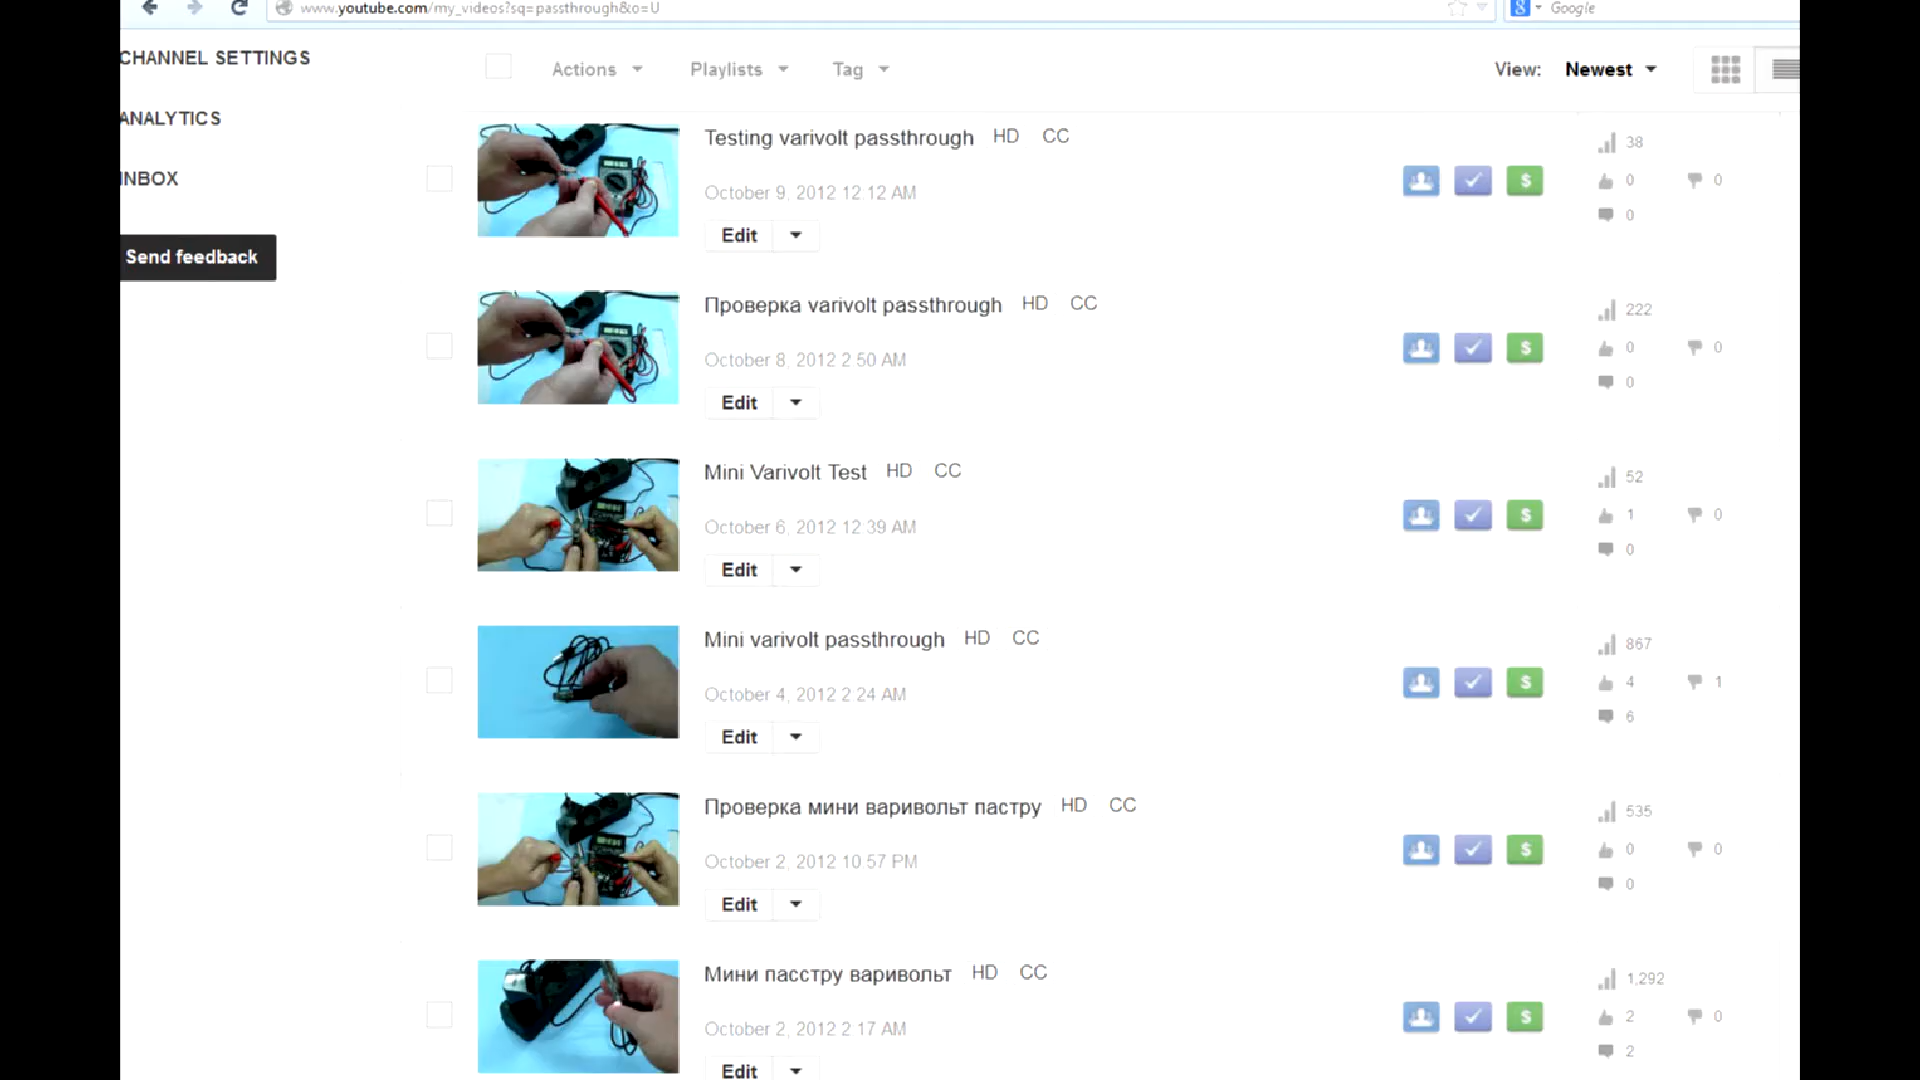 www.youtube.com/my_videos?sq=passthrough&o=U
Google
CHANNEL SETTINGS
ANALYTICS
INBOX
Send feedback
Actions Playlists Tag View: Newest
Testing varivolt passthrough HD CC
October 9, 2012 12:12 AM
Edit
$
38
0 0
0
Проверка varivolt passthrough HD CC
October 8, 2012 2:50 AM
Edit
$
222
0 0
0
Mini Varivolt Test HD CC
October 6, 2012 12:39 AM
Edit
$
52
1 0
0
Mini varivolt passthrough HD CC
October 4, 2012 2:24 AM
Edit
$
867
4 1
6
Проверка мини варивольт пастру HD CC
October 2, 2012 10:57 PM
Edit
$
535
0 0
0
Мини пасстру варивольт HD CC
October 2, 2012 2:17 AM
Edit
$
1,292
2 0
2